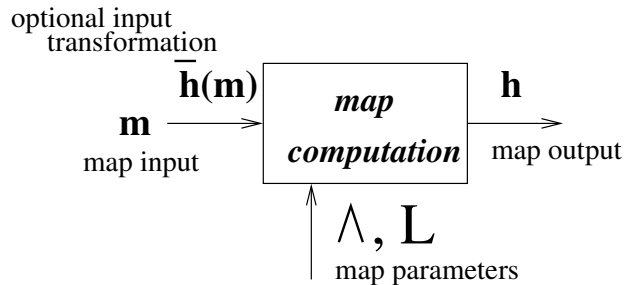 optional input
transformation
h̅(m)
map
computation
h
m
map input
map output
Λ, L
map parameters